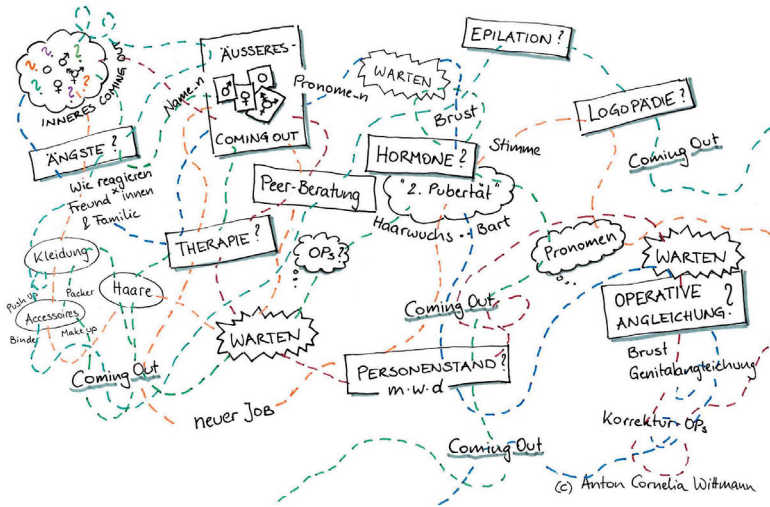 INNERES COMING OUT
ÄUSSERES-
COMING OUT
Name.n
Pronome.n
WARTEN
EPILATION?
Brust
LOGOPÄDIE?
Coming Out
ÄNGSTE?
Wie reagieren
Freund*innen
& Familie
HORMONE?
Stimme
Peer-Beratung
"2. Pubertät"
Haarwuchs..Bart
THERAPIE?
OPs?
Pronomen
WARTEN
Kleidung
Haare
Push up
Packer
Accessoires
Binder
Make up
WARTEN
Coming Out
OPERATIVE
ANGLEICHUNG?
Brust
Genitalangleichung
PERSONENSTAND?
m.w.d
Coming Out
neuer JOB
Korrektur-OPs
Coming Out
(c) Anton Cornelia Wittmann